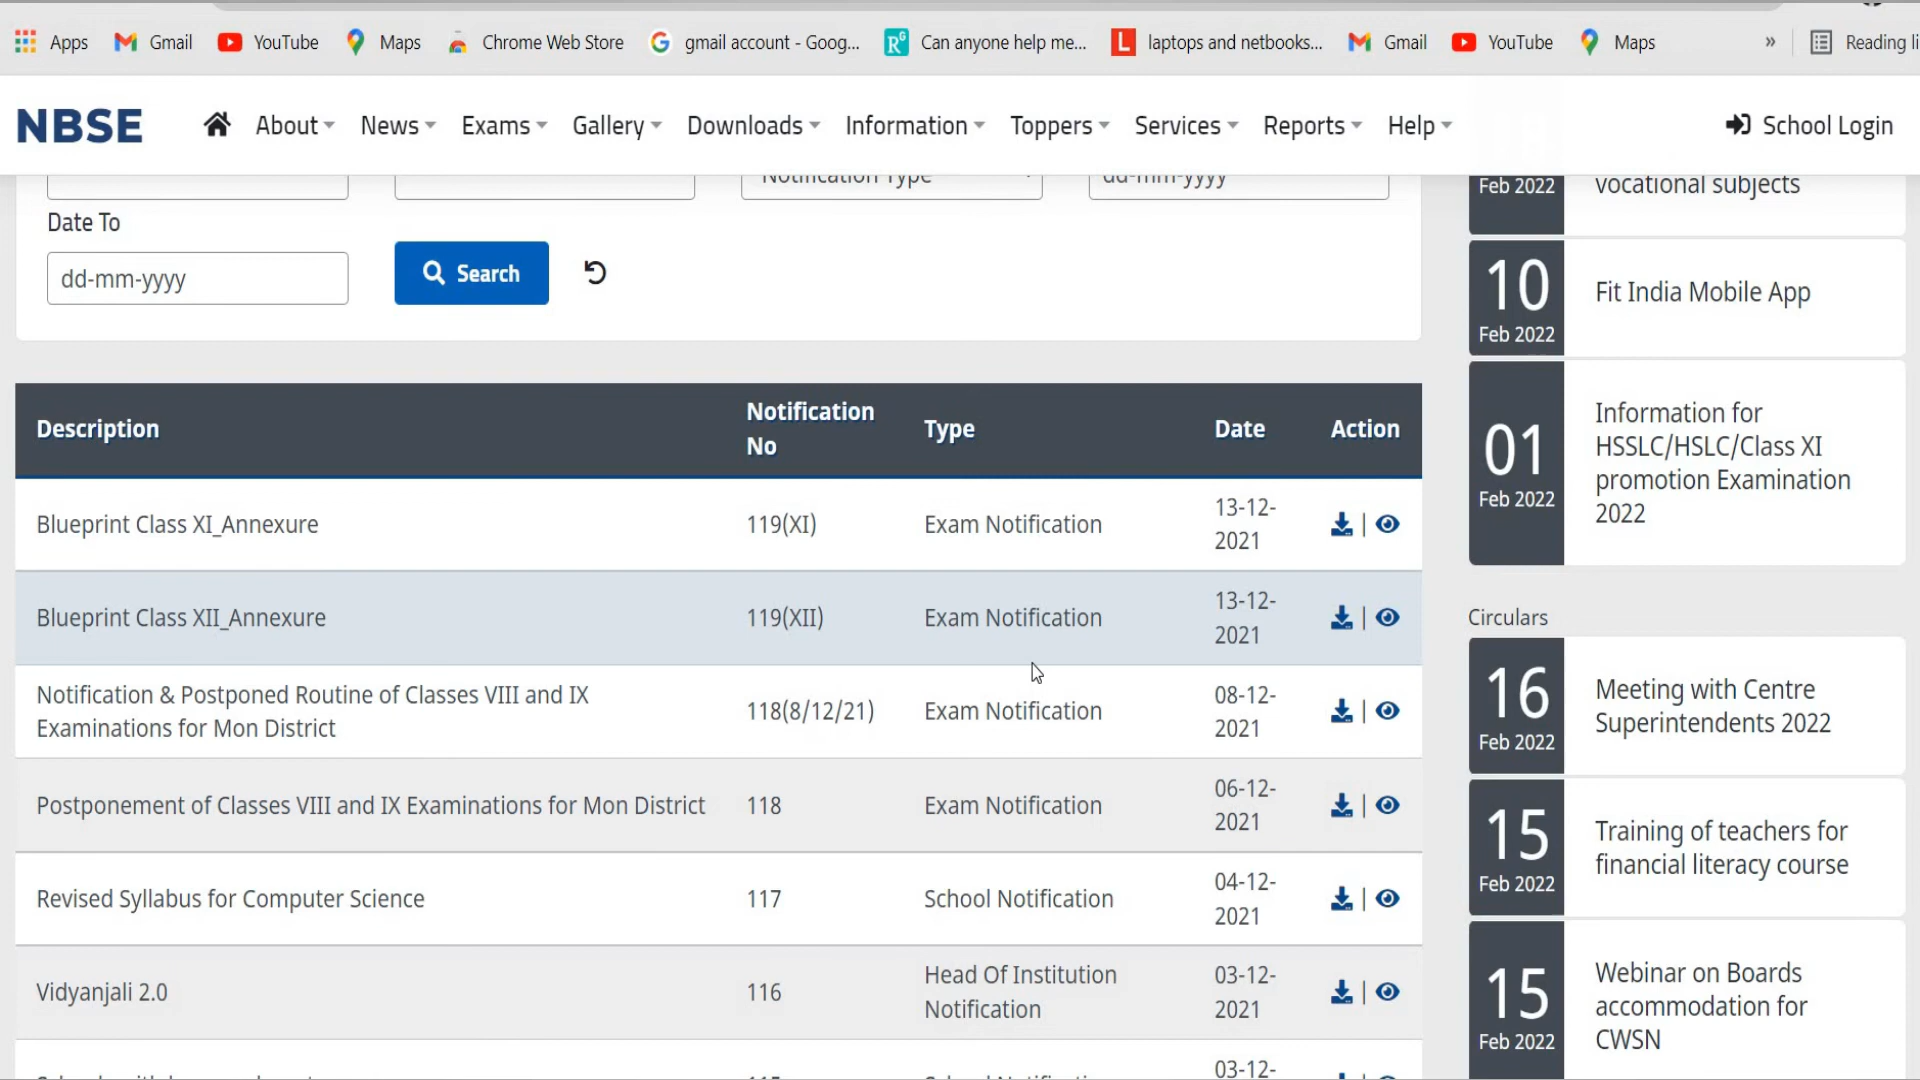 Apps Gmail YouTube Maps Chrome Web Store gmail account - Goog... Can anyone help me... laptops and netbooks... Gmail YouTube Maps » Reading li
NBSE About News Exams Gallery Downloads Information Toppers Services Reports Help School Login
Notification Type dd-mm-yyyy
Date To
dd-mm-yyyy Search
Description Notification No Type Date Action
Blueprint Class XI_Annexure 119(XI) Exam Notification 13-12-
2021
Blueprint Class XII_Annexure 119(XII) Exam Notification 13-12-
2021
Notification & Postponed Routine of Classes VIII and IX
Examinations for Mon District 118(8/12/21) Exam Notification 08-12-
2021
Postponement of Classes VIII and IX Examinations for Mon District 118 Exam Notification 06-12-
2021
Revised Syllabus for Computer Science 117 School Notification 04-12-
2021
Vidyanjali 2.0 116 Head Of Institution
Notification 03-12-
2021
03-12-
Feb 2022 vocational subjects
10
Feb 2022
Fit India Mobile App
01
Feb 2022
Information for
HSSLC/HSLC/Class XI
promotion Examination
2022
Circulars
16
Feb 2022
Meeting with Centre
Superintendents 2022
15
Feb 2022
Training of teachers for
financial literacy course
15
Feb 2022
Webinar on Boards
accommodation for
CWSN